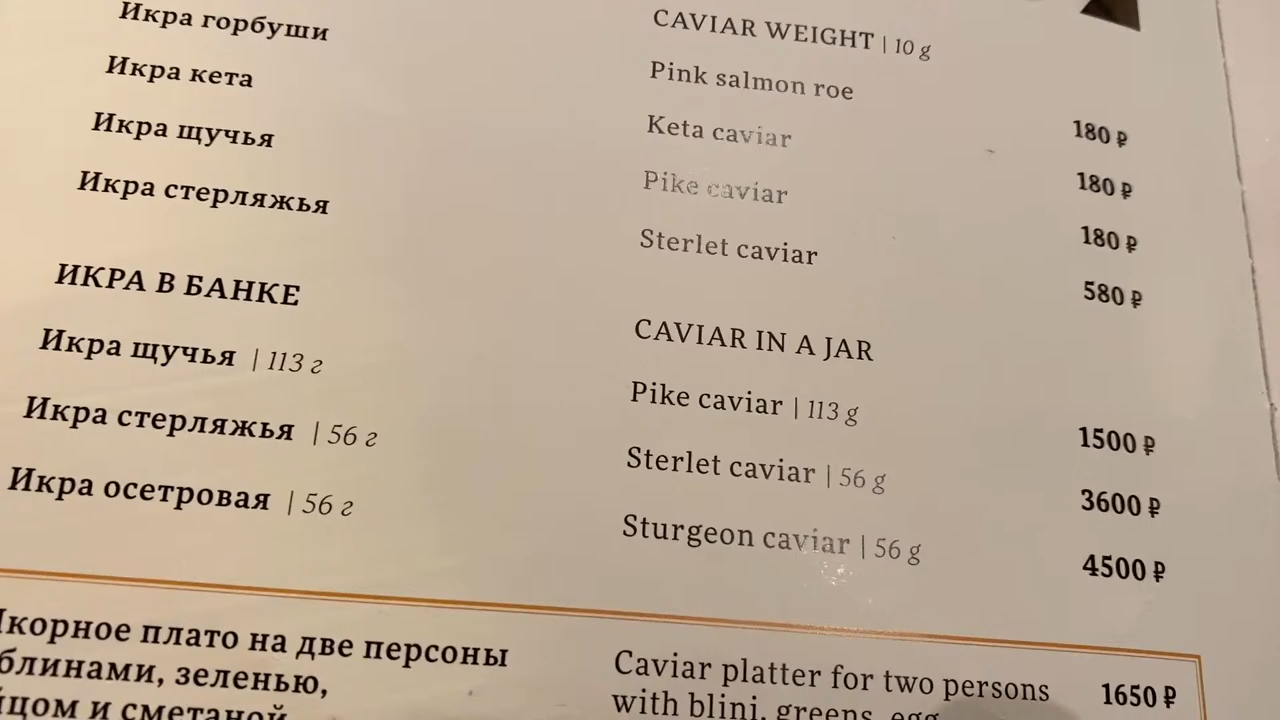 Икра горбуши
Икра кета
Икра щучья
Икра стерляжья
ИКРА В БАНКЕ
Икра щучья | 113 г
Икра стерляжья | 56 г
Икра осетровая | 56 г
CAVIAR WEIGHT | 10 g
Pink salmon roe 180 ₽
Keta caviar 180 ₽
Pike caviar 180 ₽
Sterlet caviar 580 ₽
CAVIAR IN A JAR
Pike caviar | 113 g 1500 ₽
Sterlet caviar | 56 g 3600 ₽
Sturgeon caviar | 56 g 4500 ₽
плато на две персоны
блинами, зеленью,
и сметаной
Caviar platter for two persons 1650 ₽
with blini, greens, egg